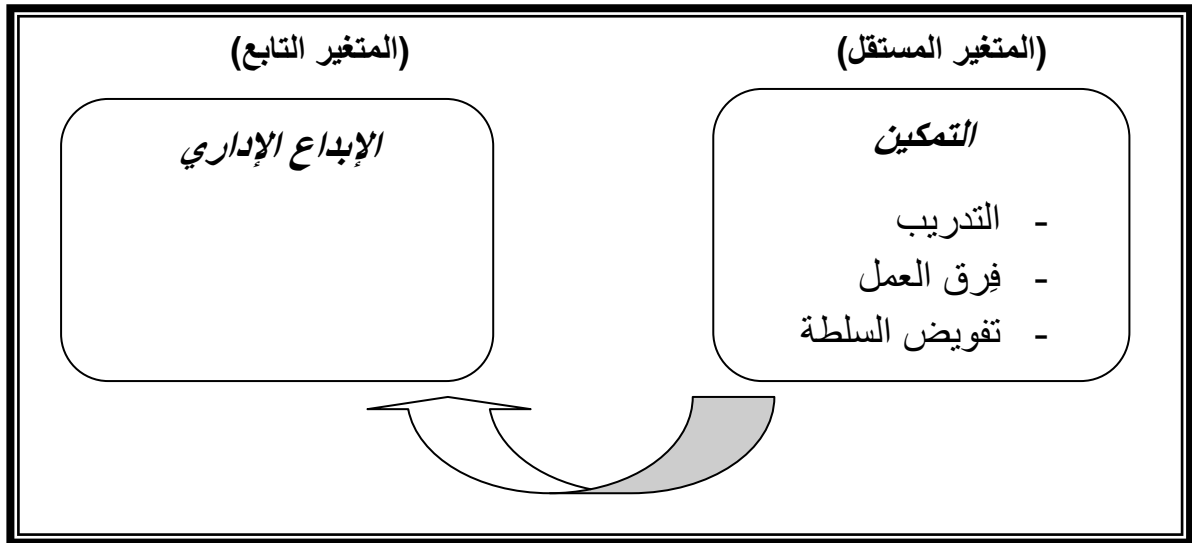 (المتغير المستقل)
التمكين
- التدريب
- فِرق العمل
- تفويض السلطة
(المتغير التابع)
الإبداع الإداري